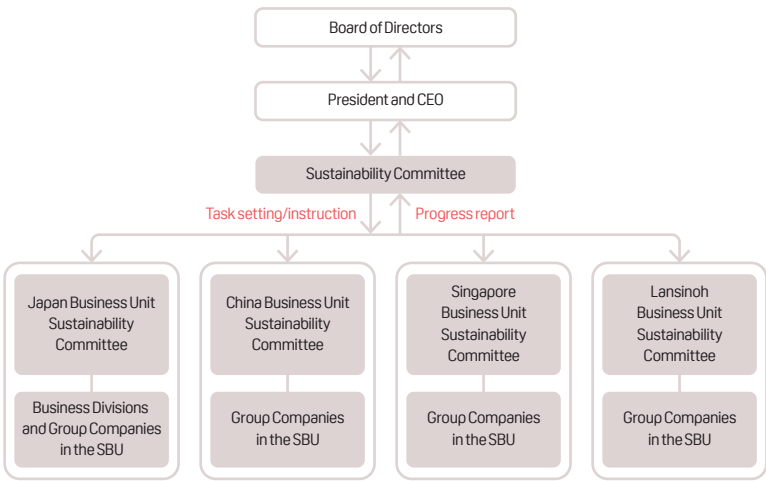 Board of Directors
President and CEO
Sustainability Committee
Task setting/instruction
Progress report
Japan Business Unit
Sustainability
Committee
China Business Unit
Sustainability
Committee
Singapore
Business Unit
Sustainability
Committee
Lansinoh
Business Unit
Sustainability
Committee
Business Divisions
and Group Companies
in the SBU
Group Companies
in the SBU
Group Companies
in the SBU
Group Companies
in the SBU